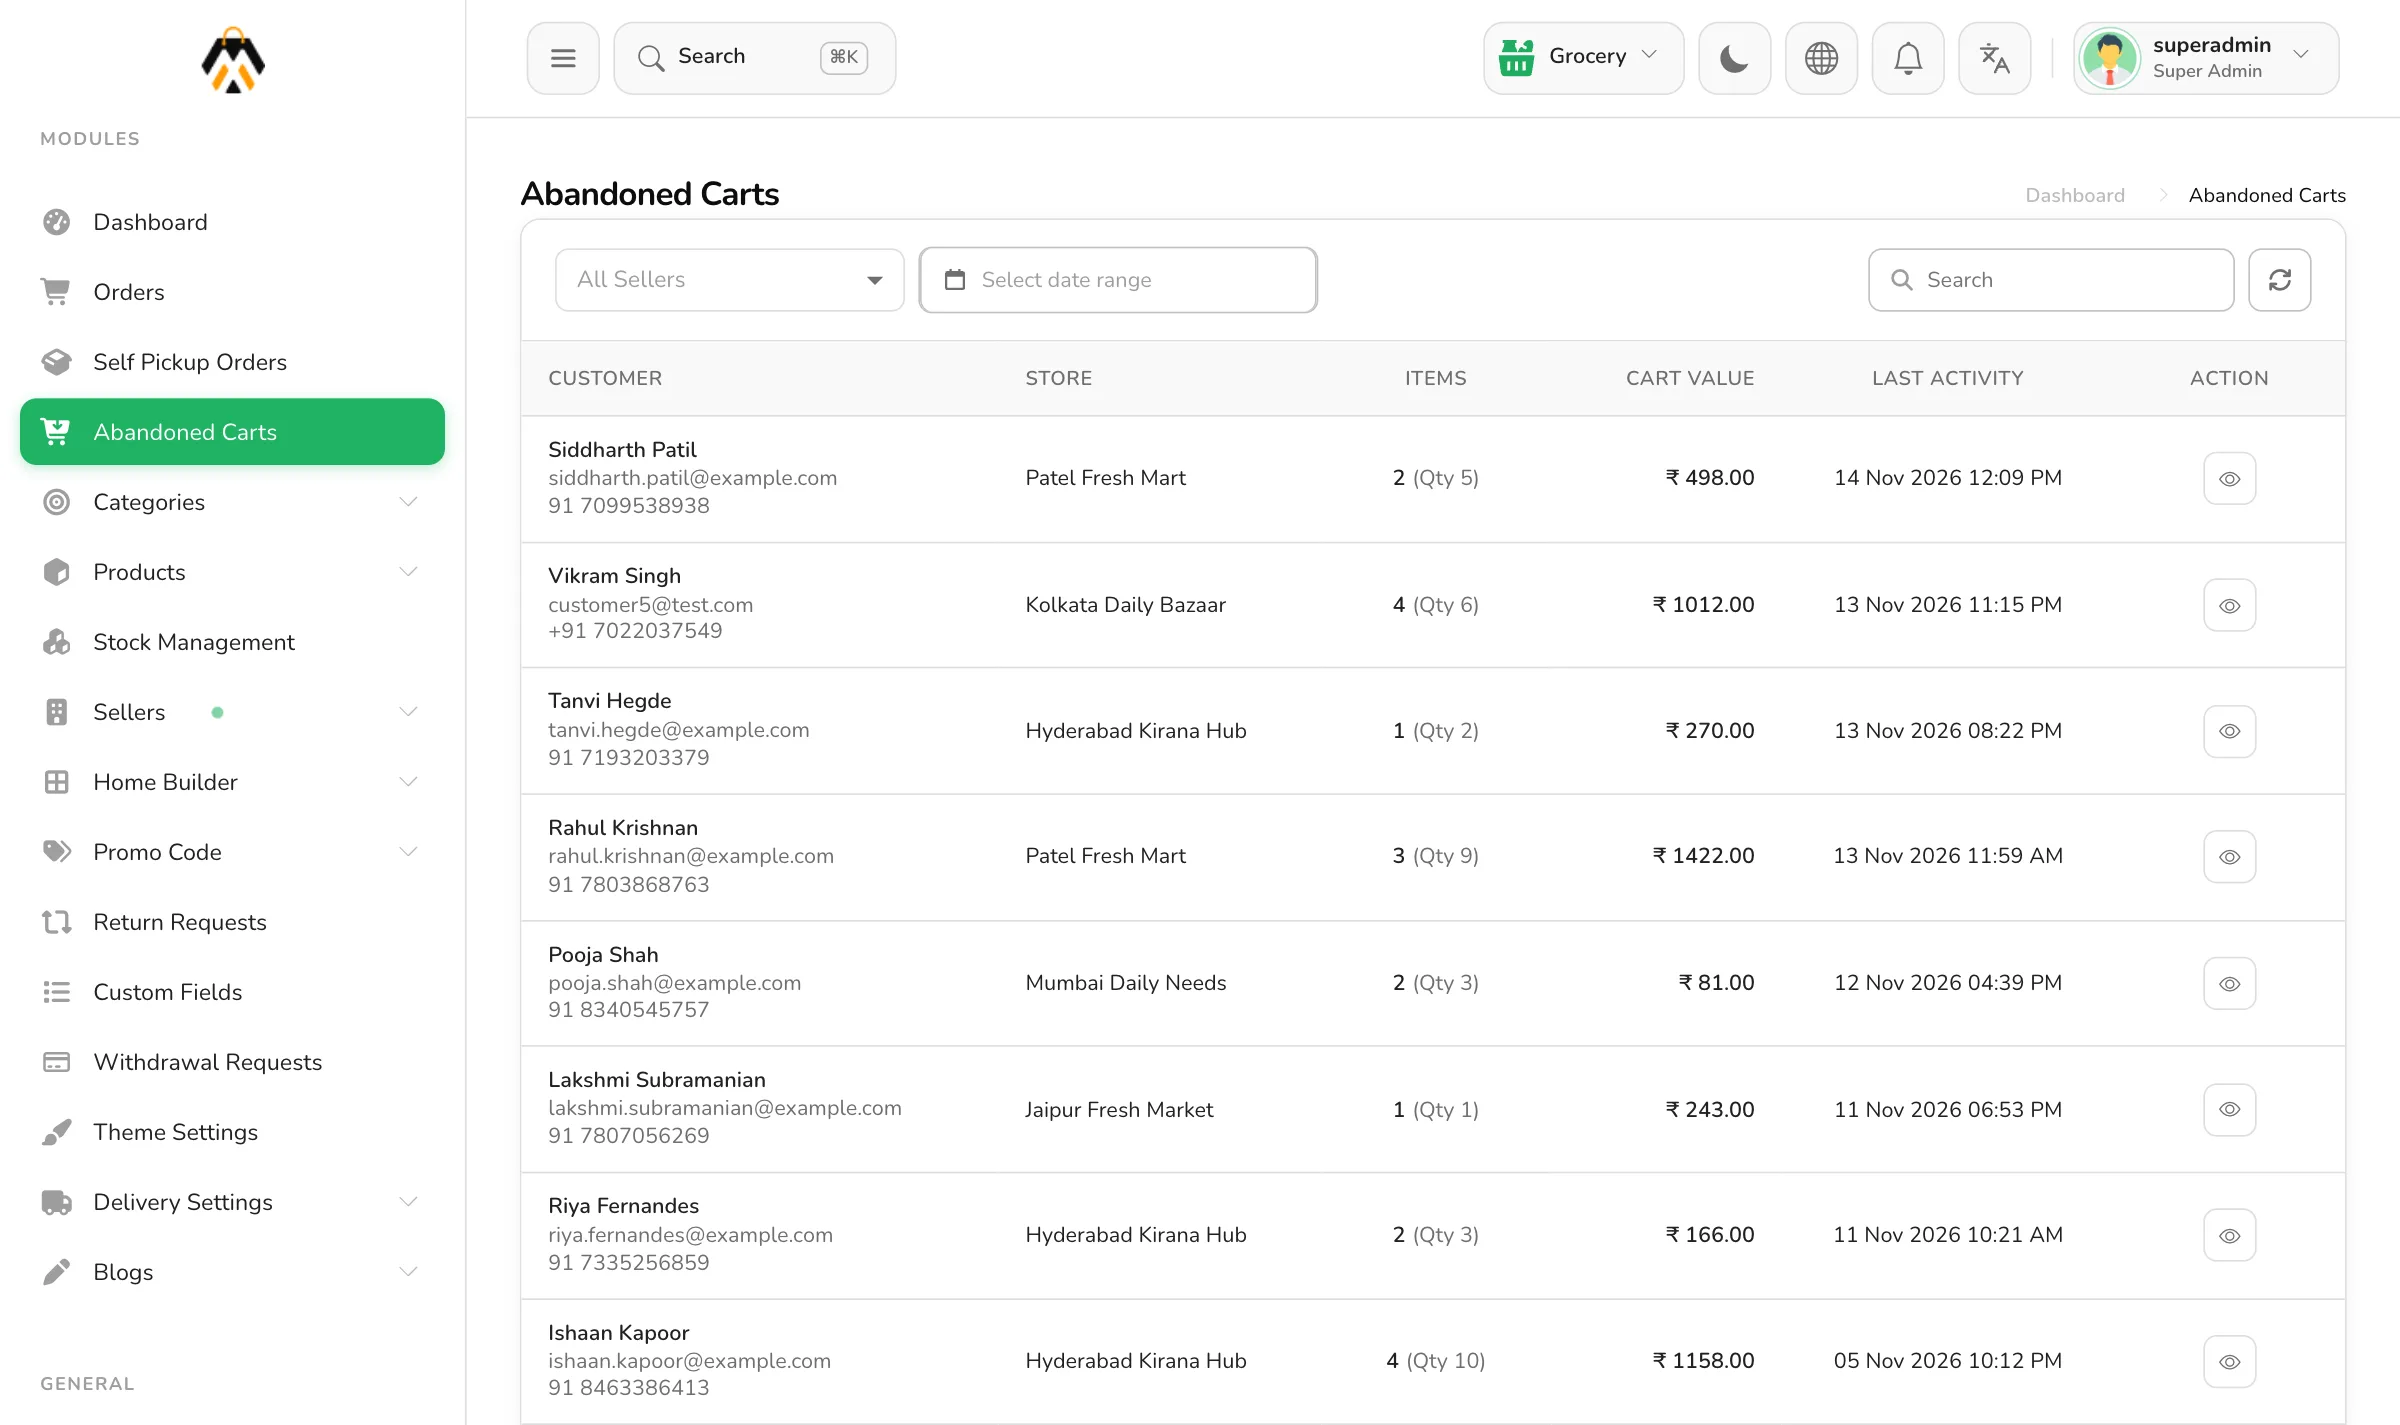 MODULES
Dashboard
Orders
Self Pickup Orders
Abandoned Carts
Categories
Products
Stock Management
Sellers
Home Builder
Promo Code
Return Requests
Custom Fields
Withdrawal Requests
Theme Settings
Delivery Settings
Blogs
GENERAL
Search ⌘K
Grocery
superadmin
Super Admin
Abandoned Carts
Dashboard Abandoned Carts
All Sellers
Select date range
Search
CUSTOMER STORE ITEMS CART VALUE LAST ACTIVITY ACTION
Siddharth Patil
siddharth.patil@example.com
91 7099538938
Patel Fresh Mart 2 (Qty 5) ₹ 498.00 14 Nov 2026 12:09 PM
Vikram Singh
customer5@test.com
+91 7022037549
Kolkata Daily Bazaar 4 (Qty 6) ₹ 1012.00 13 Nov 2026 11:15 PM
Tanvi Hegde
tanvi.hegde@example.com
91 7193203379
Hyderabad Kirana Hub 1 (Qty 2) ₹ 270.00 13 Nov 2026 08:22 PM
Rahul Krishnan
rahul.krishnan@example.com
91 7803868763
Patel Fresh Mart 3 (Qty 9) ₹ 1422.00 13 Nov 2026 11:59 AM
Pooja Shah
pooja.shah@example.com
91 8340545757
Mumbai Daily Needs 2 (Qty 3) ₹ 81.00 12 Nov 2026 04:39 PM
Lakshmi Subramanian
lakshmi.subramanian@example.com
91 7807056269
Jaipur Fresh Market 1 (Qty 1) ₹ 243.00 11 Nov 2026 06:53 PM
Riya Fernandes
riya.fernandes@example.com
91 7335256859
Hyderabad Kirana Hub 2 (Qty 3) ₹ 166.00 11 Nov 2026 10:21 AM
Ishaan Kapoor
ishaan.kapoor@example.com
91 8463386413
Hyderabad Kirana Hub 4 (Qty 10) ₹ 1158.00 05 Nov 2026 10:12 PM